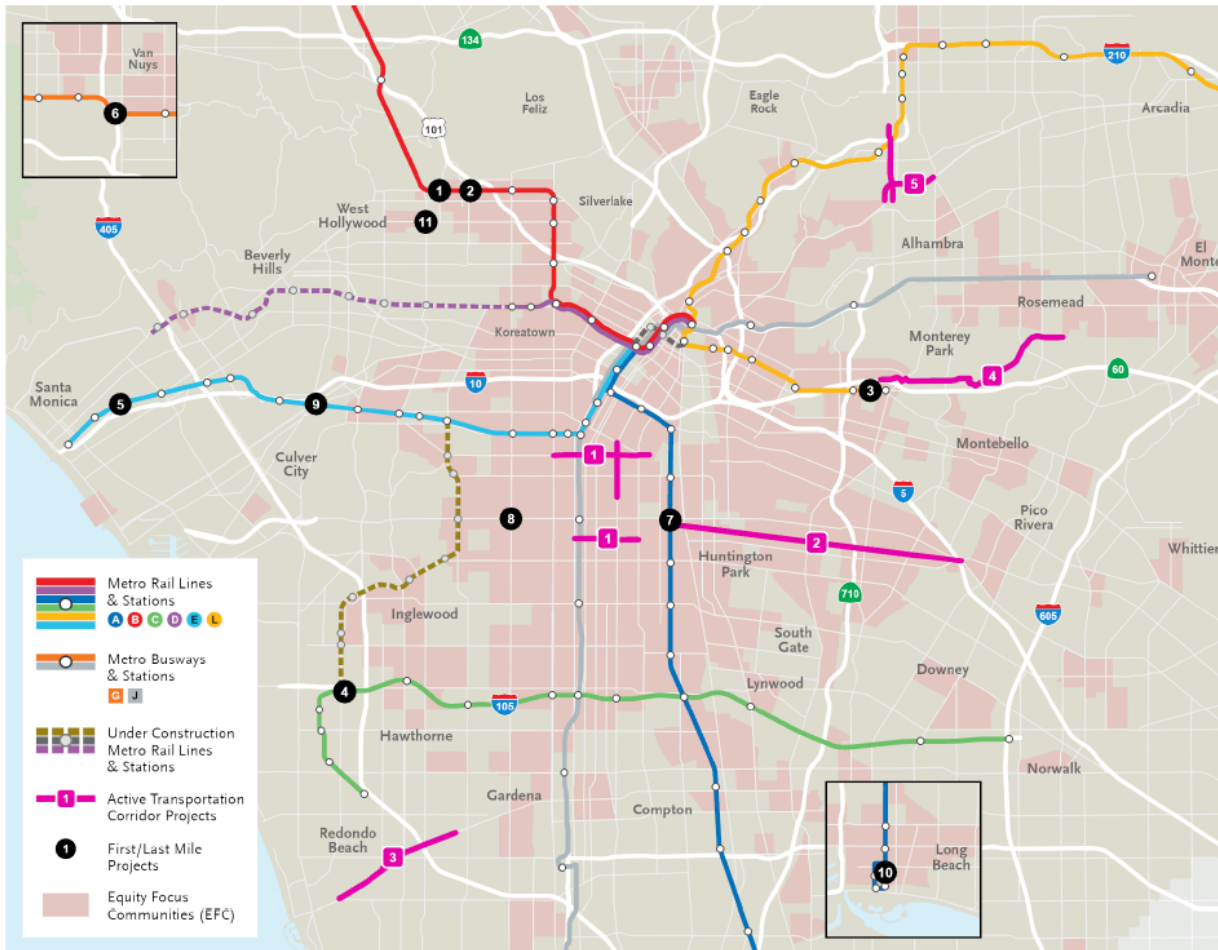 Van
Nuys
6
134
Los
Feliz
Eagle
Rock
210
Arcadia
101
1
2
5
West
Hollywood
Silverlake
11
405
Alhambra
El
Monte
Beverly
Hills
Rosemead
Koreatown
Monterey
Park
Santa
Monica
10
3
4
60
5
9
Montebello
Culver
City
1
5
Pico
Rivera
8
7
1
2
Huntington
Park
Whittier
Inglewood
710
605
South
Gate
Downey
Lynwood
4
105
Hawthorne
Norwalk
Gardena
Compton
Redondo
Beach
3
Long
Beach
10
Metro Rail Lines
& Stations
A B C D E L
Metro Busways
& Stations
G J
Under Construction
Metro Rail Lines
& Stations
1 Active Transportation
Corridor Projects
1 First/Last Mile
Projects
Equity Focus
Communities (EFC)